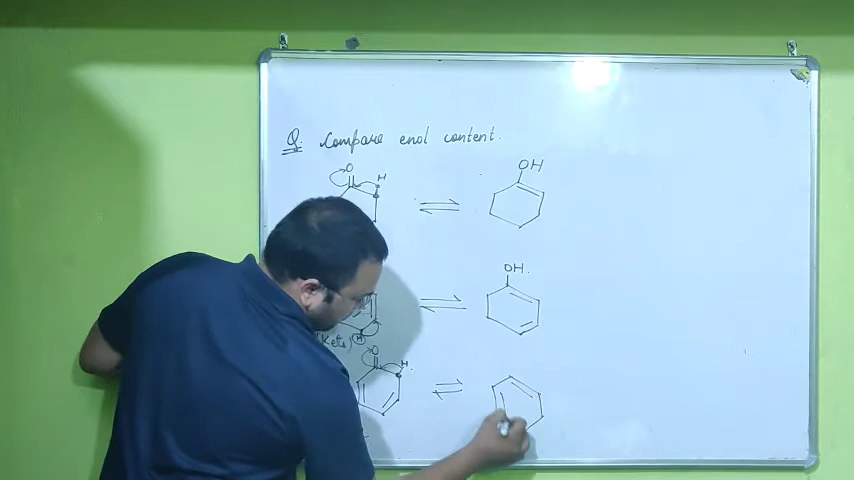 Q. Compare enol content.
O H
OH
OH.
(Keto) H
O H.